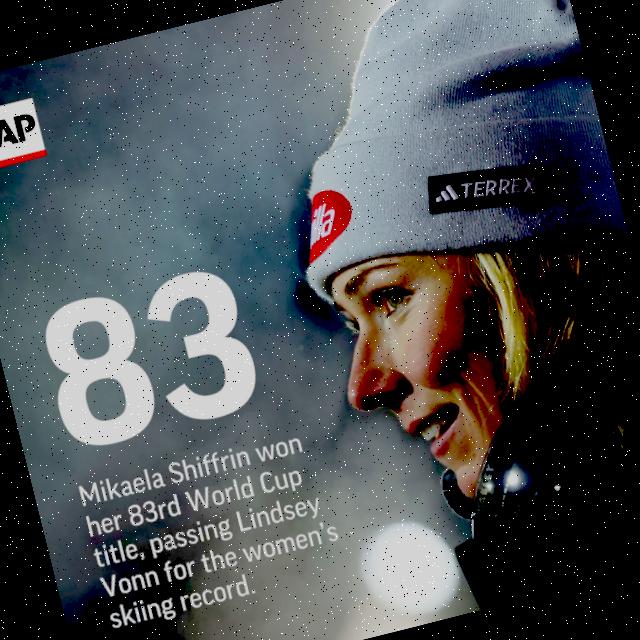 AP
TERREX
83
Mikaela Shiffrin won
her 83rd World Cup
title, passing Lindsey
Vonn for the women's
skiing record.